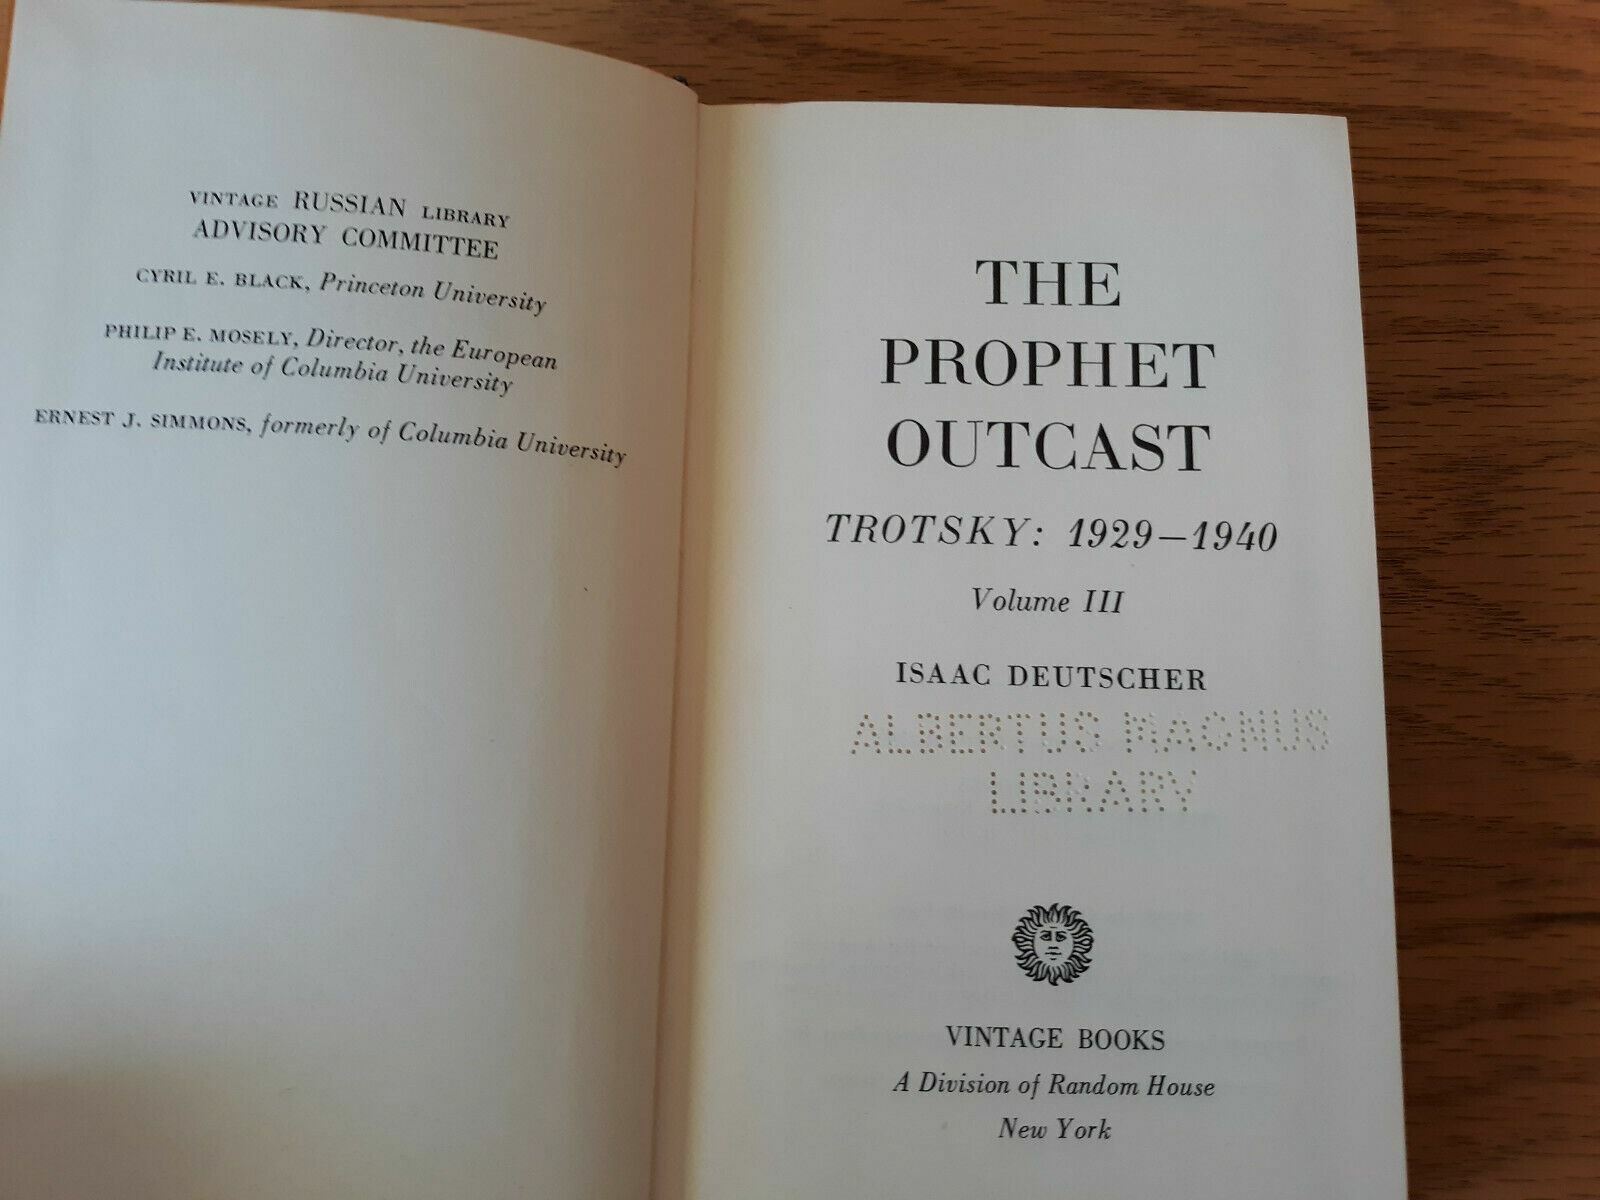 VINTAGE RUSSIAN LIBRARY
ADVISORY COMMITTEE
CYRIL E. BLACK, Princeton University
PHILIP E. MOSELY, Director, the European
Institute of Columbia University
ERNEST J. SIMMONS, formerly of Columbia University
THE
PROPHET
OUTCAST
TROTSKY: 1929–1940
Volume III
ISAAC DEUTSCHER
ALBERTUS MAGNUS
LIBRARY
VINTAGE BOOKS
A Division of Random House
New York